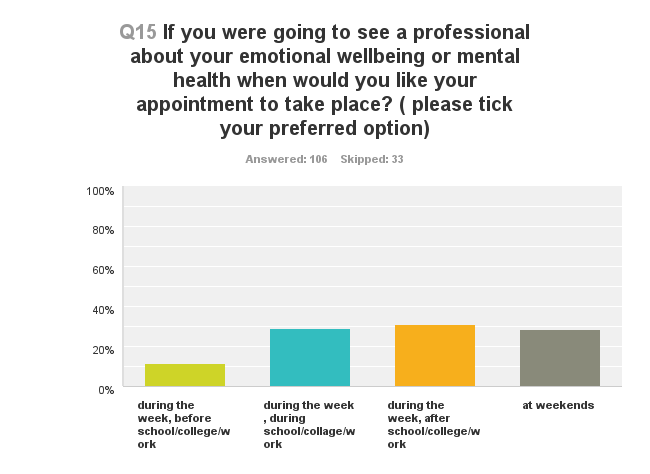 Q15 If you were going to see a professional
about your emotional wellbeing or mental
health when would you like your
appointment to take place? ( please tick
your preferred option)
Answered: 106 Skipped: 33
100%
80%
60%
40%
20%
0%
during the
week, before
school/college/w
ork
during the week
, during
school/collage/w
ork
during the
week, after
school/college/w
ork
at weekends